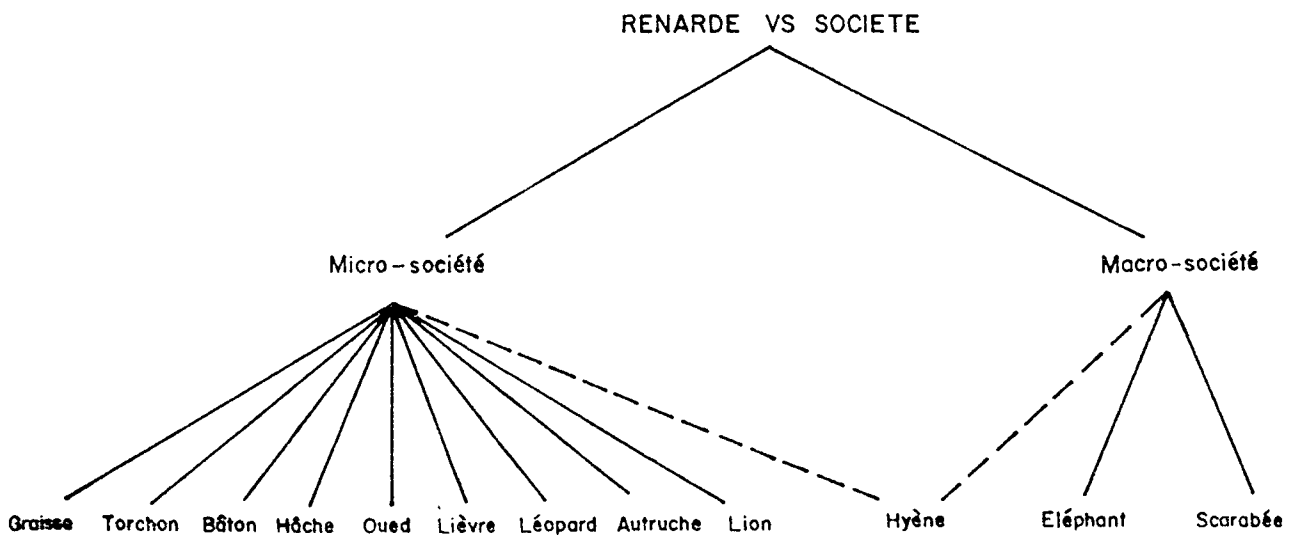 RENARDE VS SOCIETE
Micro-société Macro-société
Graisse Torchon Bâton Hâche Oued Lièvre Léopard Autruche Lion Hyène Eléphant Scarabée